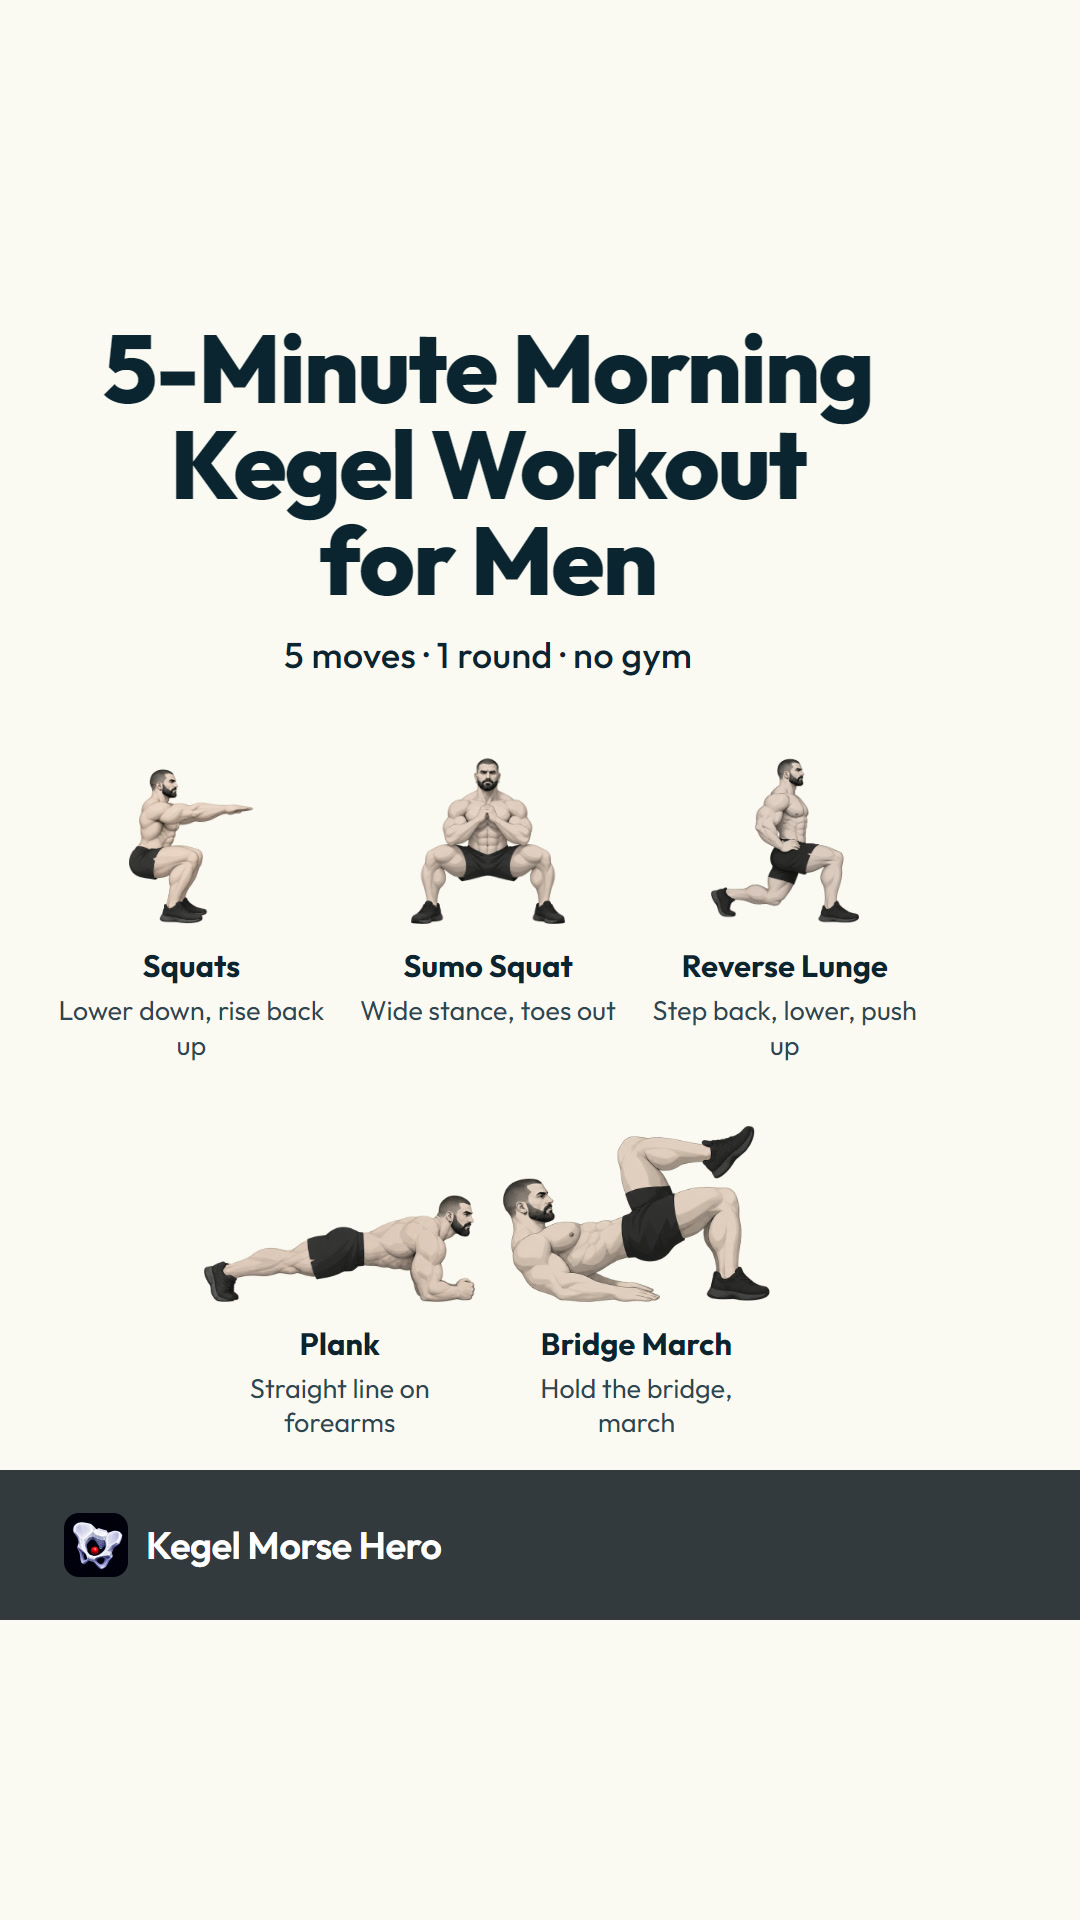 5-Minute Morning
Kegel Workout
for Men
5 moves · 1 round · no gym
Squats
Lower down, rise back
up
Sumo Squat
Wide stance, toes out
Reverse Lunge
Step back, lower, push
up
Plank
Straight line on
forearms
Bridge March
Hold the bridge,
march
Kegel Morse Hero